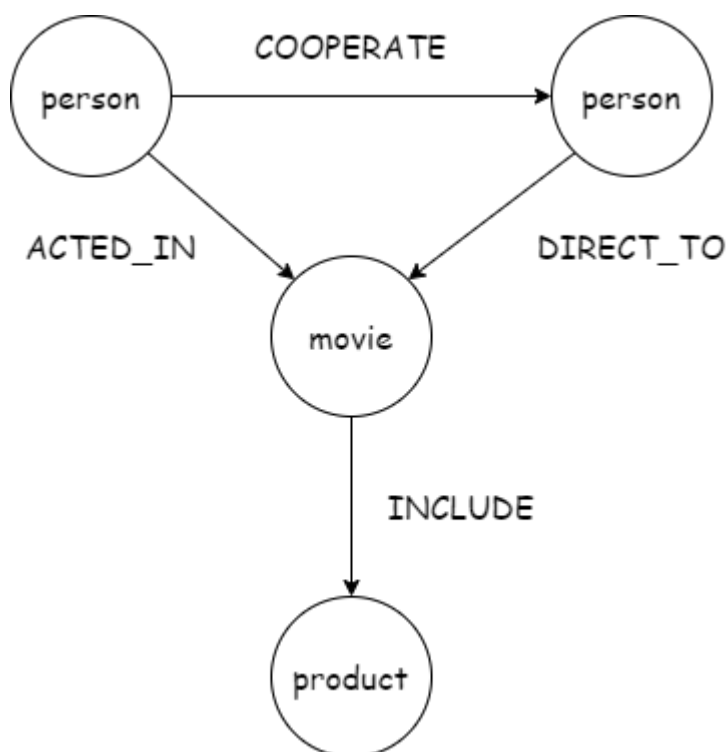 COOPERATE
person
person
ACTED_IN
DIRECT_TO
movie
INCLUDE
product